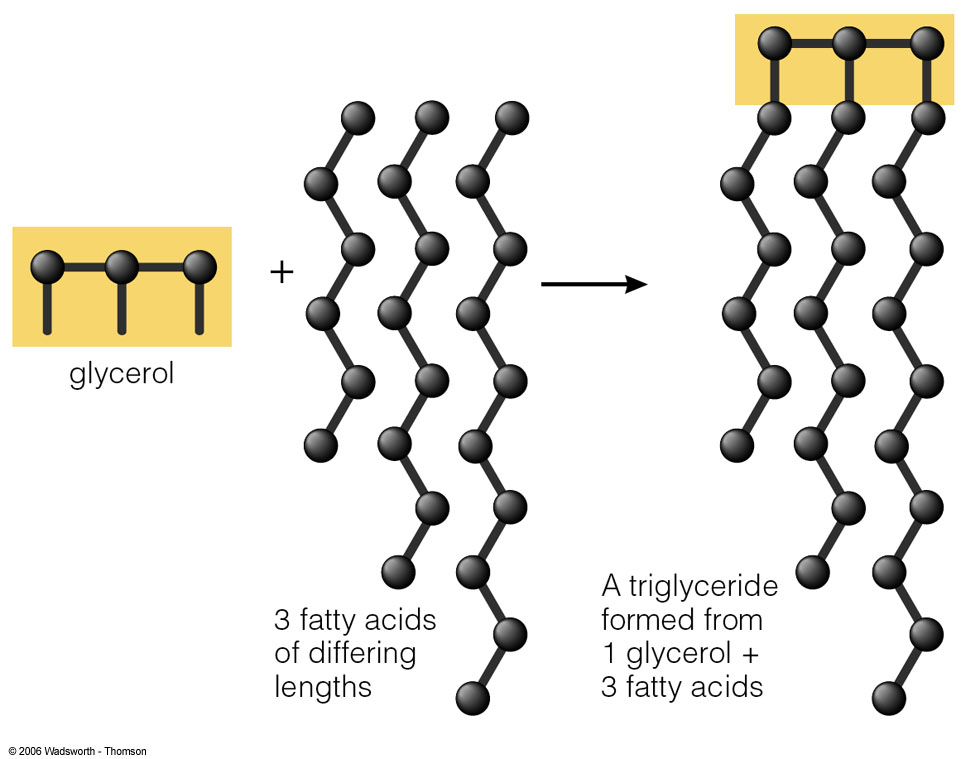 +
glycerol
3 fatty acids
of differing
lengths
A triglyceride
formed from
1 glycerol +
3 fatty acids
© 2006 Wadsworth - Thomson